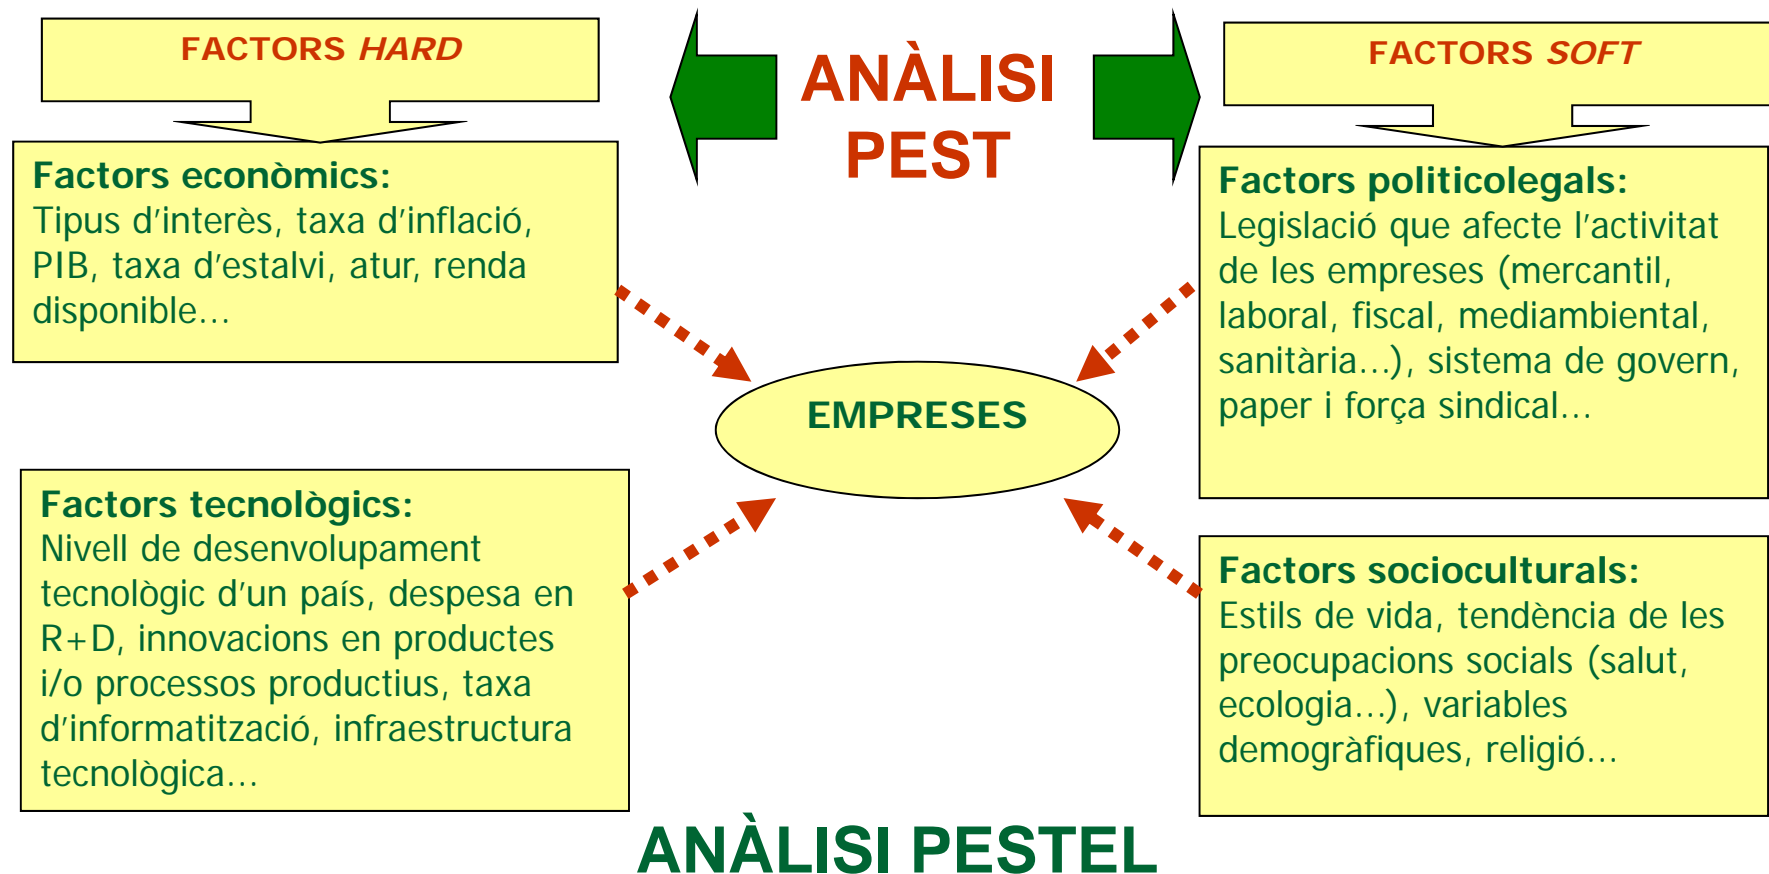 FACTORS HARD
ANÀLISI
PEST
FACTORS SOFT
Factors econòmics:
Tipus d’interès, taxa d’inflació,
PIB, taxa d’estalvi, atur, renda
disponible…
Factors politicolegals:
Legislació que afecte l’activitat
de les empreses (mercantil,
laboral, fiscal, mediambiental,
sanitària…), sistema de govern,
paper i força sindical…
EMPRESES
Factors tecnològics:
Nivell de desenvolupament
tecnològic d’un país, despesa en
R+D, innovacions en productes
i/o processos productius, taxa
d’informatització, infraestructura
tecnològica…
Factors socioculturals:
Estils de vida, tendència de les
preocupacions socials (salut,
ecologia…), variables
demogràfiques, religió…
ANÀLISI PESTEL